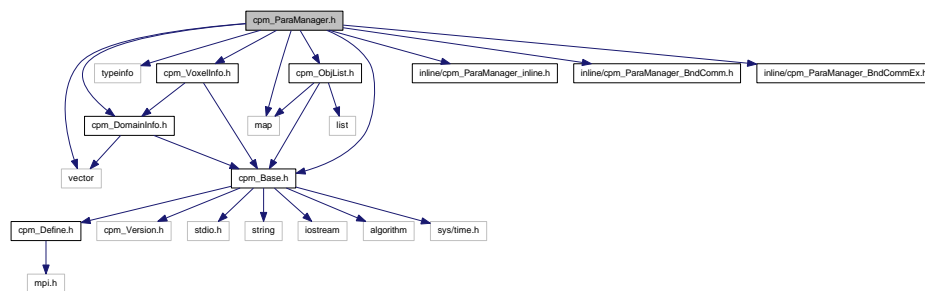 cpm_ParaManager.h
typeinfo
cpm_VoxelInfo.h
cpm_ObjList.h
inline/cpm_ParaManager_inline.h
inline/cpm_ParaManager_BndComm.h
inline/cpm_ParaManager_BndCommEx.h
cpm_DomainInfo.h
map
list
vector
cpm_Base.h
cpm_Define.h
cpm_Version.h
stdio.h
string
iostream
algorithm
sys/time.h
mpi.h